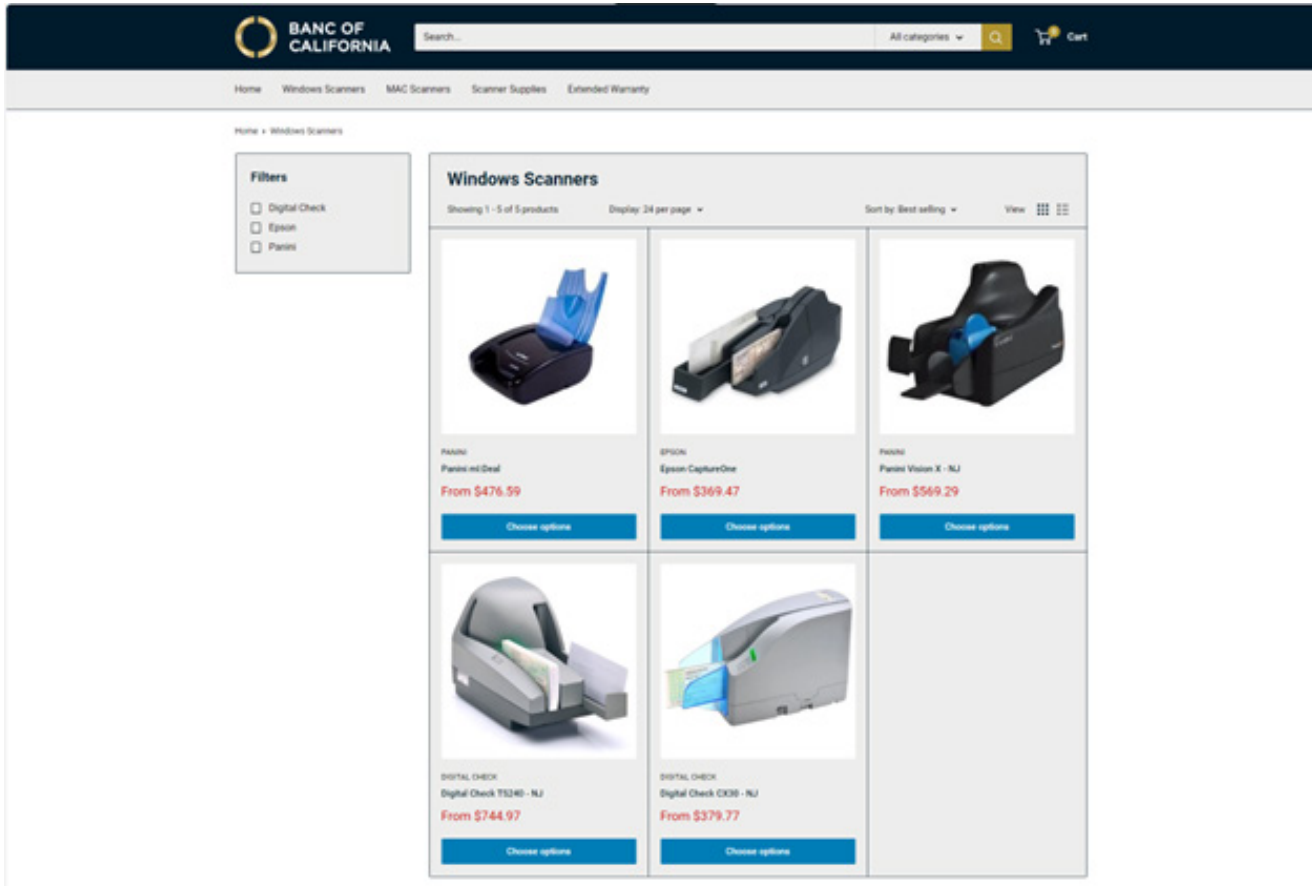 BANC OF
CALIFORNIA
Search...
All categories
Cart
Home Windows Scanners MAC Scanners Scanner Supplies Extended Warranty
Home › Windows Scanners
Filters
Digital Check
Epson
Panini
Windows Scanners
Showing 1 - 5 of 5 products Display: 24 per page Sort by: Best selling View
PANINI
Panini mI:Deal
From $476.59
Choose options
EPSON
Epson CaptureOne
From $369.47
Choose options
PANINI
Panini Vision X - NJ
From $569.29
Choose options
DIGITAL CHECK
Digital Check TS240 - NJ
From $744.97
Choose options
DIGITAL CHECK
Digital Check CX30 - NJ
From $379.77
Choose options